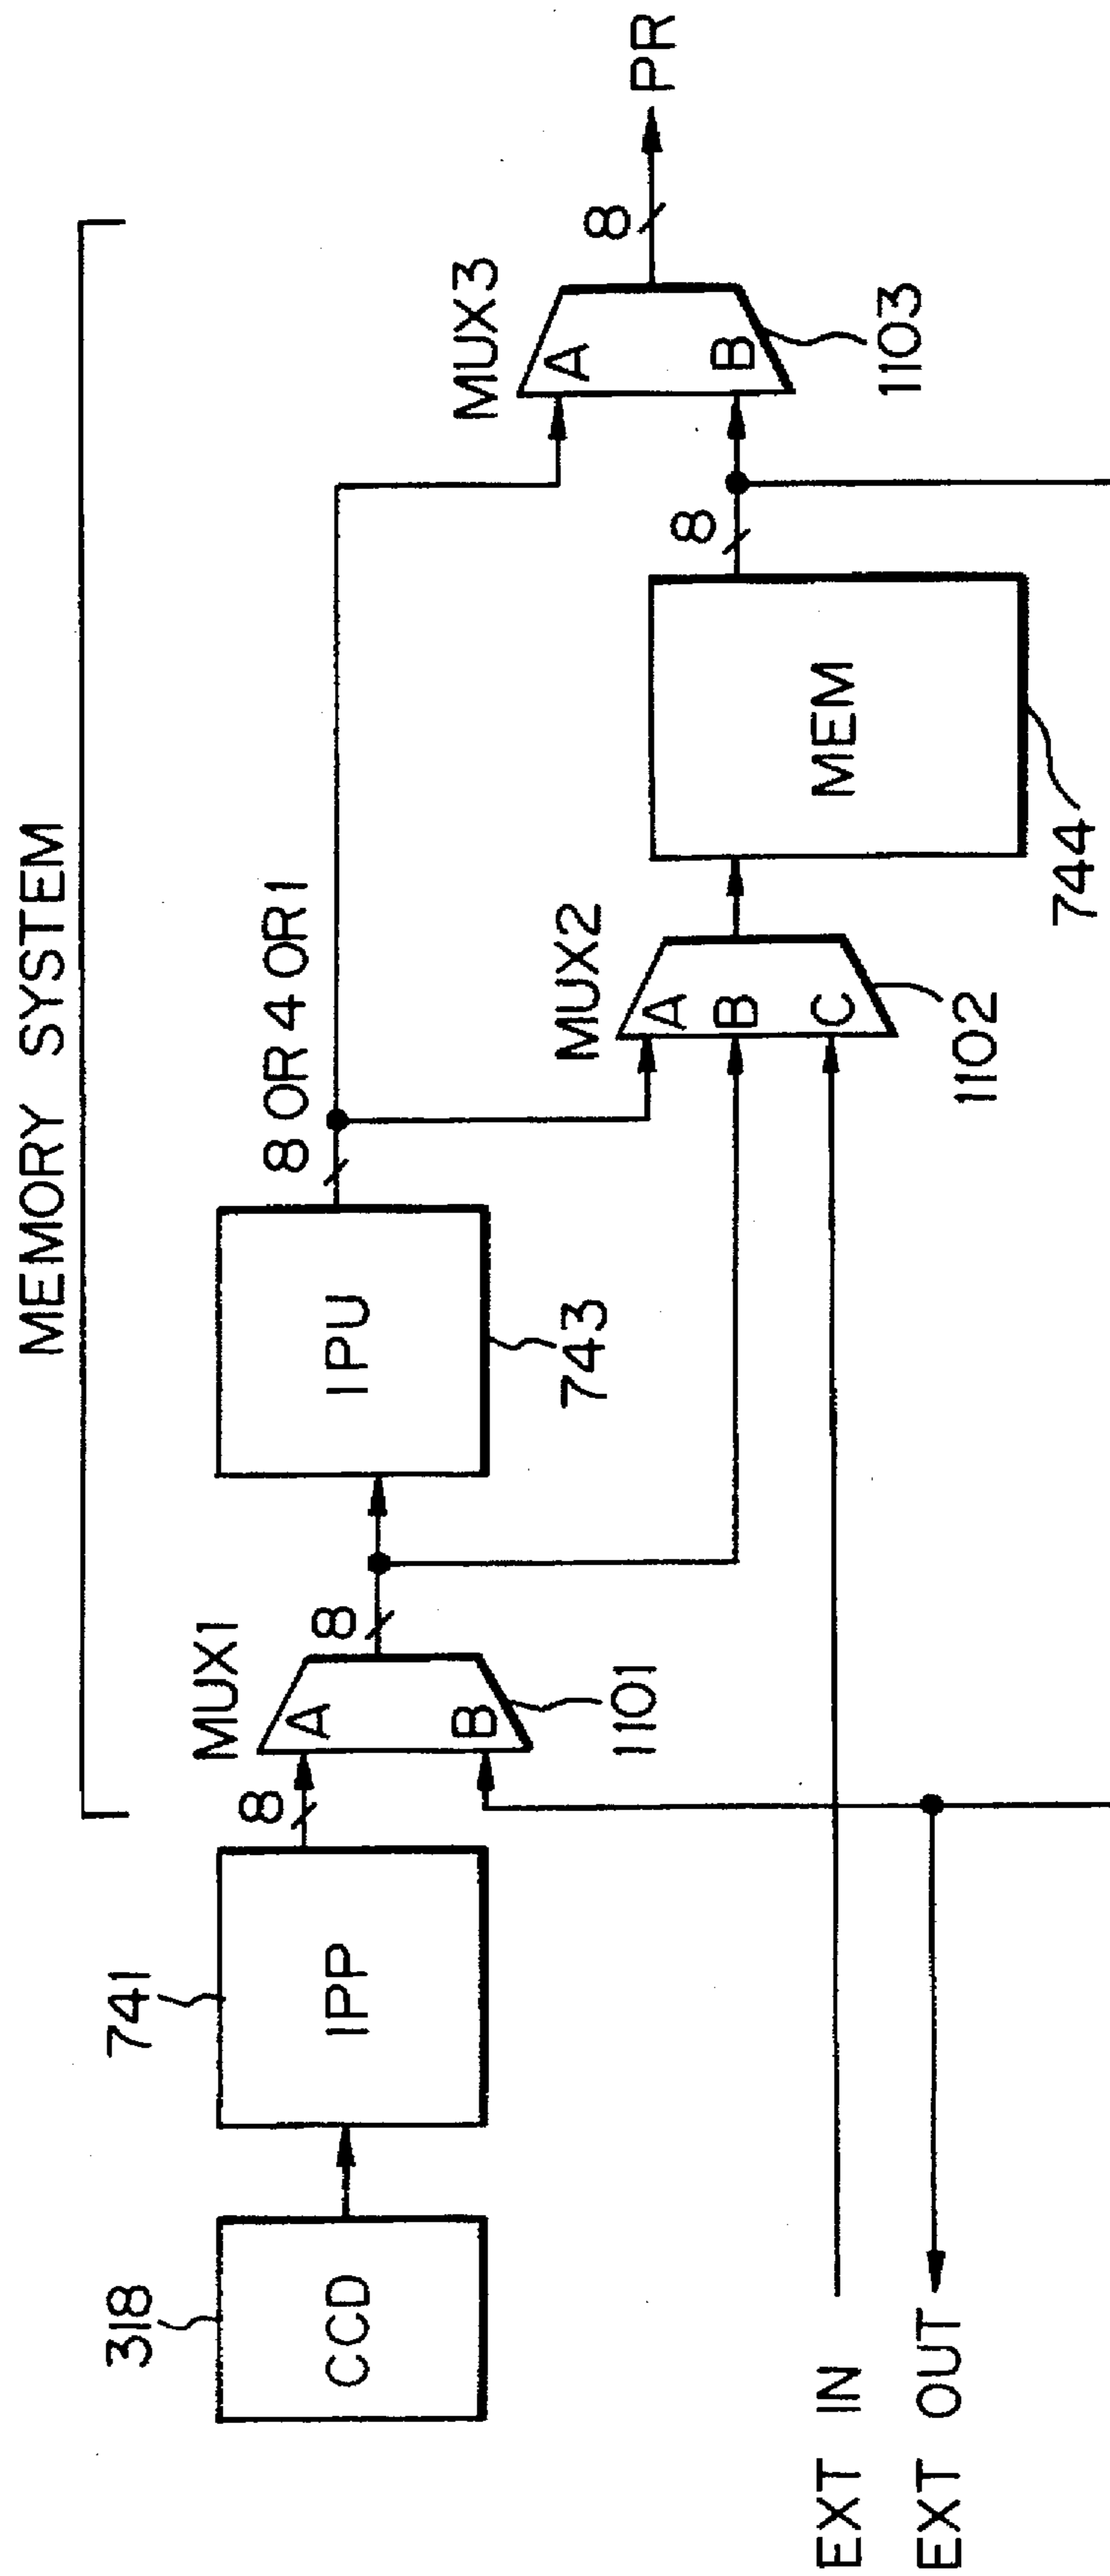 MEMORY SYSTEM
318
CCD
741
IPP
8
MUX1
A
B
1101
8
IPU
743
8 OR 4 OR 1
MUX2
A
B
C
1102
MEM
744
8
MUX3
A
B
1103
8
PR
EXT IN
EXT OUT